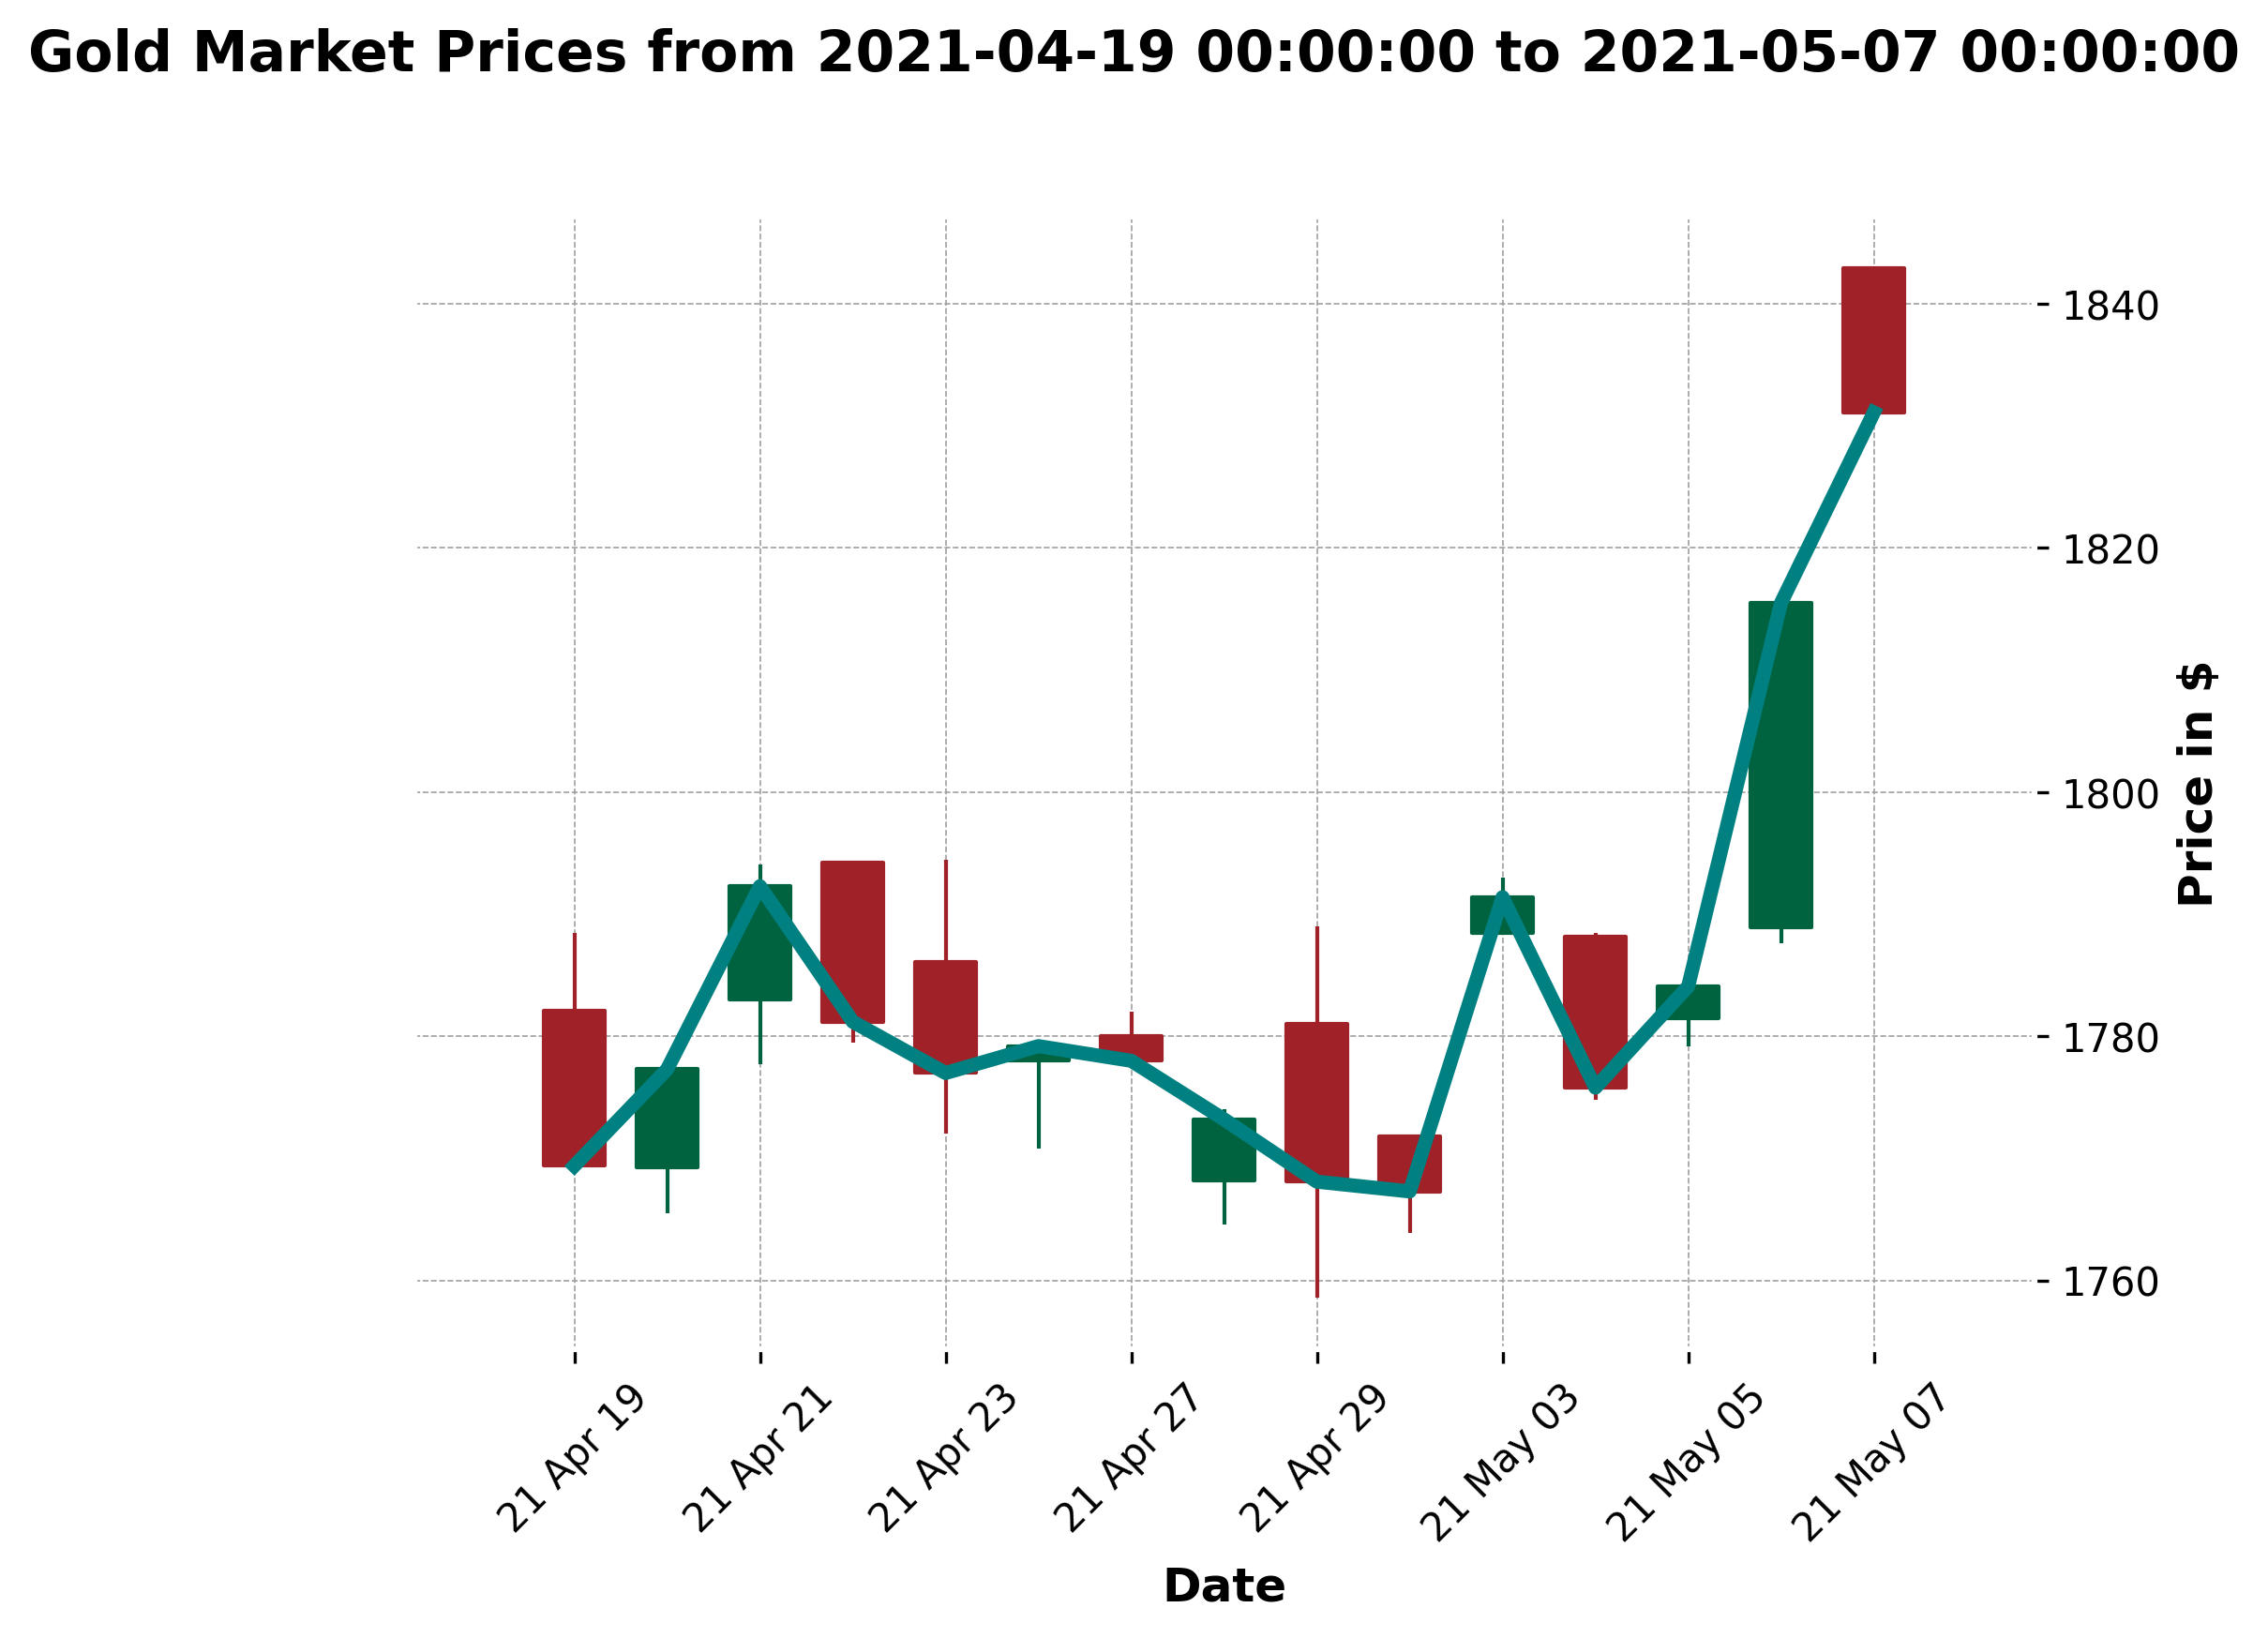 Gold Market Prices from 2021-04-19 00:00:00 to 2021-05-07 00:00:00
1840
1820
1800
1780
1760
Price in $
21 Apr 19
21 Apr 21
21 Apr 23
21 Apr 27
21 Apr 29
21 May 03
21 May 05
21 May 07
Date